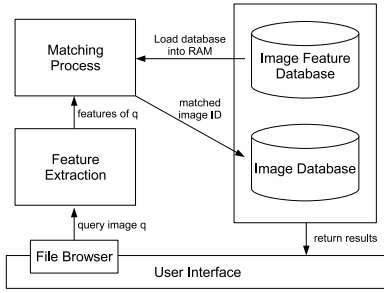 Load database
into RAM
Matching
Process
Image Feature
Database
matched
image ID
features of q
Feature
Extraction
Image Database
query image q
return results
File Browser
User Interface